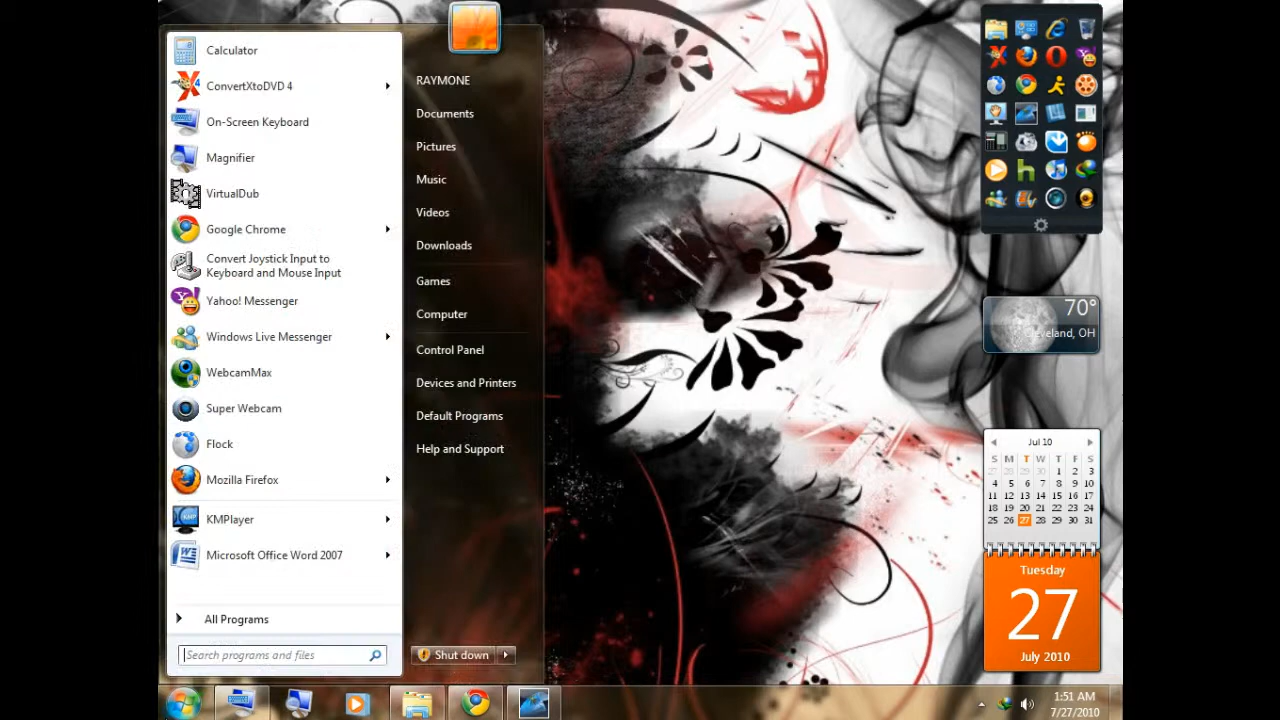 Calculator
ConvertXtoDVD 4
On-Screen Keyboard
Magnifier
VirtualDub
Google Chrome
Convert Joystick Input to
Keyboard and Mouse Input
Yahoo! Messenger
Windows Live Messenger
WebcamMax
Super Webcam
Flock
Mozilla Firefox
KMPlayer
Microsoft Office Word 2007
All Programs
Search programs and files
RAYMONE
Documents
Pictures
Music
Videos
Downloads
Games
Computer
Control Panel
Devices and Printers
Default Programs
Help and Support
Shut down
70°
Cleveland, OH
Jul 10
S M T W T F S
27 28 29 30 1 2 3
4 5 6 7 8 9 10
11 12 13 14 15 16 17
18 19 20 21 22 23 24
25 26 27 28 29 30 31
Tuesday
27
July 2010
1:51 AM
7/27/2010